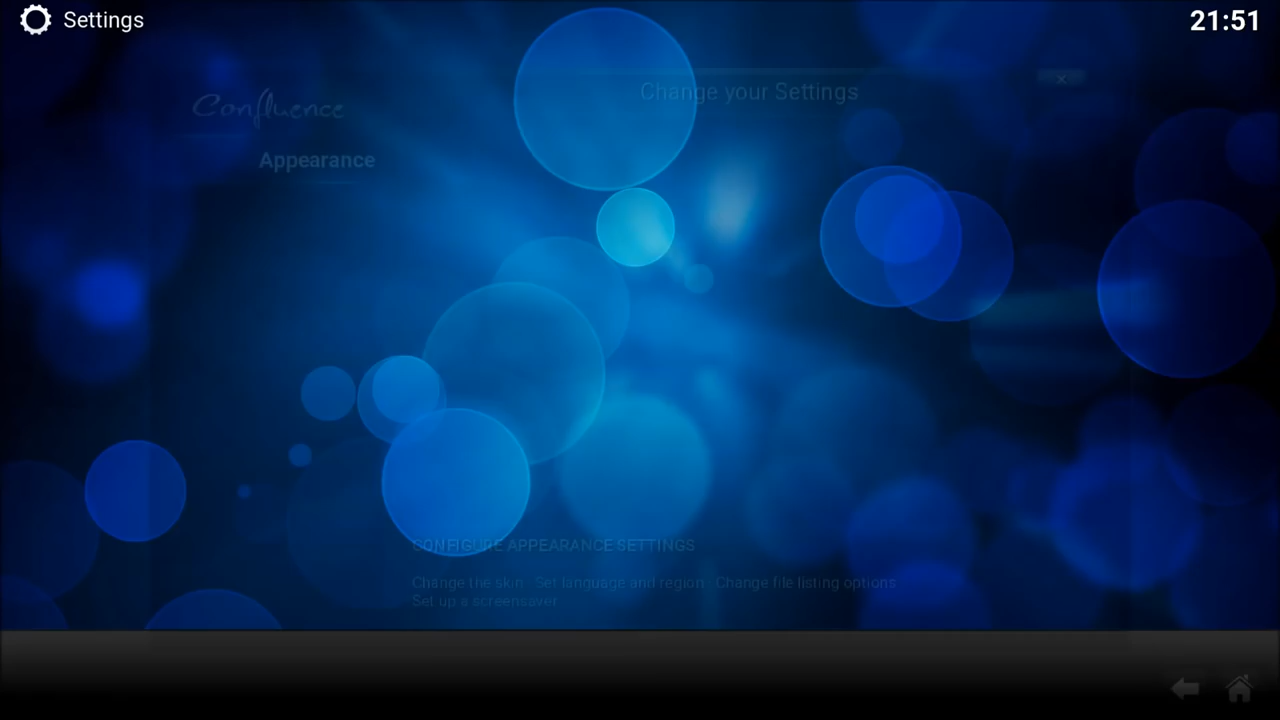 Settings
21:51
Change your Settings
Confluence
Appearance
CONFIGURE APPEARANCE SETTINGS
Change the skin · Set language and region · Change file listing options
Set up a screensaver